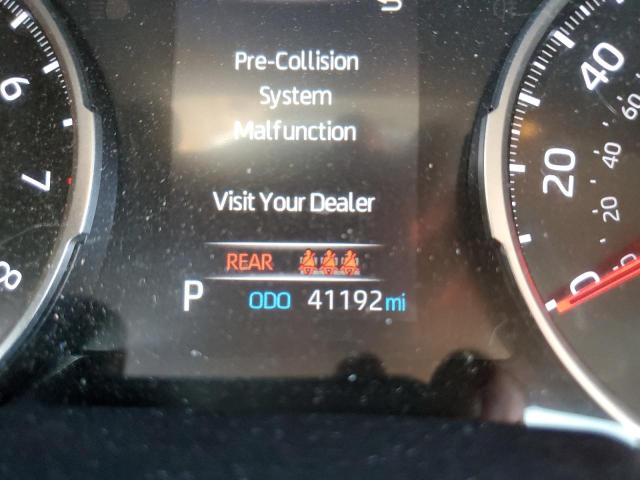 Pre-Collision
System
Malfunction
Visit Your Dealer
REAR
P ODO 41192 mi
6
7
8
40
20
0
60
40
20